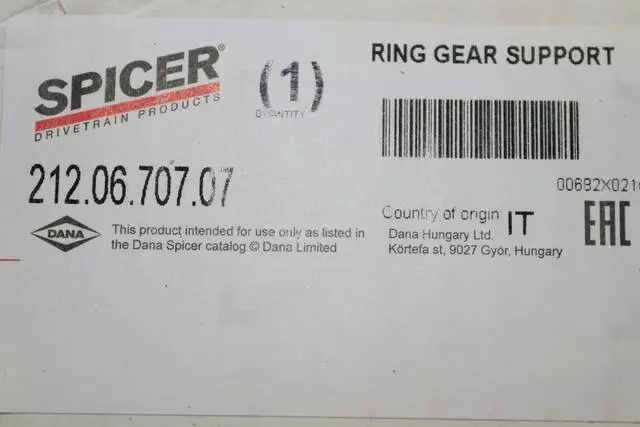 SPICER®
DRIVETRAIN PRODUCTS
(1)
QUANTITY
RING GEAR SUPPORT
212.06.707.07
00682X021
DANA
This product intended for use only as listed in
the Dana Spicer catalog © Dana Limited
Country of origin IT
Dana Hungary Ltd.
Körtefa st, 9027 Györ, Hungary
EAC